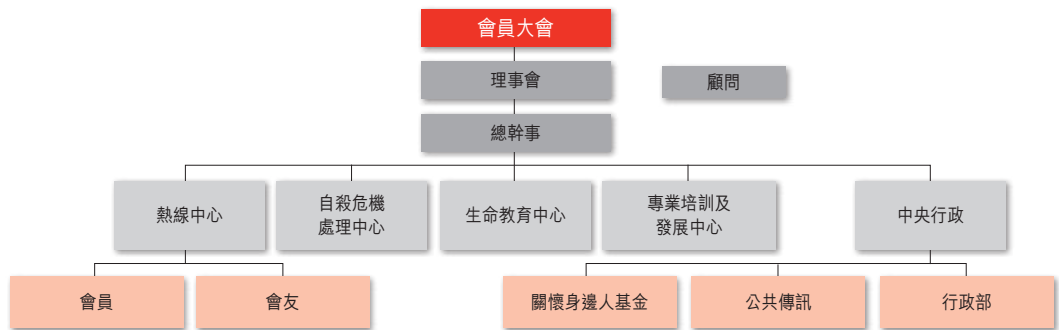 會員大會
理事會
顧問
總幹事
熱線中心
自殺危機
處理中心
生命教育中心
專業培訓及
發展中心
中央行政
會員
會友
關懷身邊人基金
公共傳訊
行政部